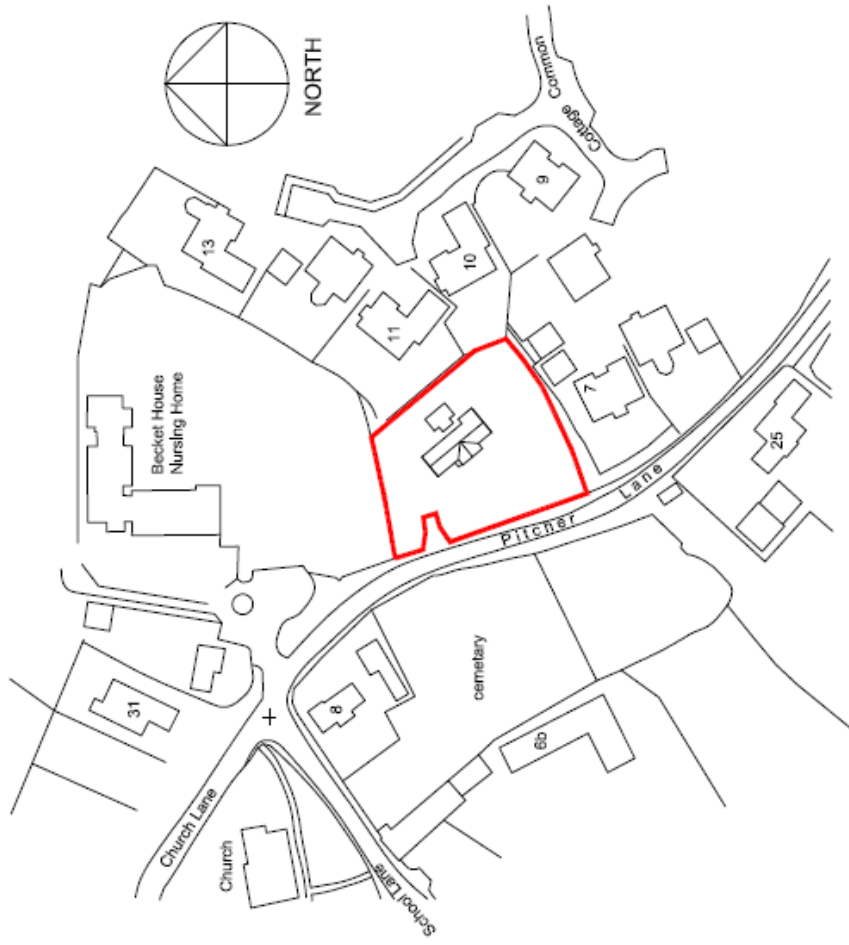 NORTH
Common
Cottage
9
13
10
11
Becket House
Nursing Home
7
25
Pitcher
Lane
cemetary
31
8
6b
Church Lane
Church
School Lane